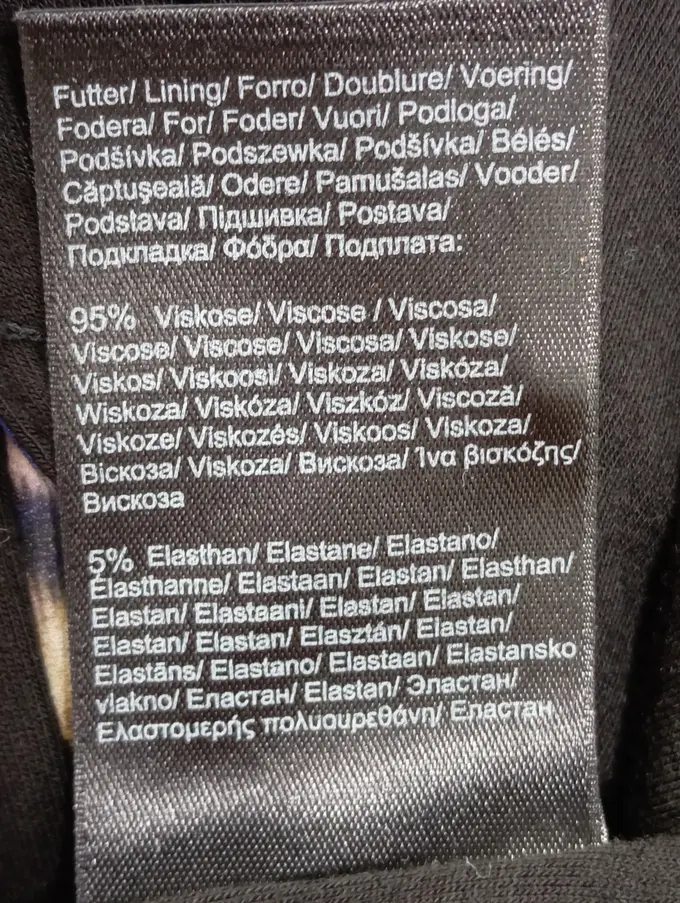 Futter/ Lining/ Forro/ Doublure/ Voering/
Fodera/ For/ Foder/ Vuori/ Podloga/
Podšívka/ Podszewka/ Podšívka/ Bélés/
Căptuşeală/ Odere/ Pamušalas/ Vooder/
Podstava/ Підшивка/ Postava/
Подкладка/ Φόδρα/ Подплата:
95% Viskose/ Viscose / Viscosa/
Viscose/ Viscose/ Viscosa/ Viskose/
Viskos/ Viskoosi/ Viskoza/ Viskóza/
Wiskoza/ Viskóza/ Viszkóz/ Viscoză/
Viskoze/ Viskozės/ Viskoos/ Viskoza/
Віскоза/ Viskoza/ Вискоза/ Ίνα βισκόζης/
Вискоза
5% Elasthan/ Elastane/ Elastano/
Élasthanne/ Elastaan/ Elastan/ Elasthan/
Elastan/ Elastaani/ Elastan/ Elastan/
Elastan/ Elastan/ Elasztán/ Elastan/
Elastāns/ Elastano/ Elastaan/ Elastansko
vlakno/ Еластан/ Elastan/ Эластан/
Ελαστομερής πολυουρεθάνη/ Еластан